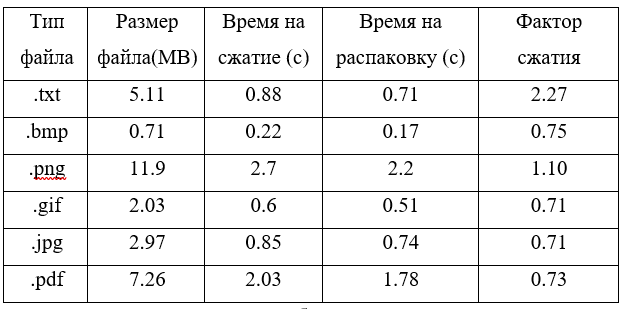 Тип файла Размер файла(MB) Время на сжатие (с) Время на распаковку (с) Фактор сжатия
.txt 5.11 0.88 0.71 2.27
.bmp 0.71 0.22 0.17 0.75
.png 11.9 2.7 2.2 1.10
.gif 2.03 0.6 0.51 0.71
.jpg 2.97 0.85 0.74 0.71
.pdf 7.26 2.03 1.78 0.73